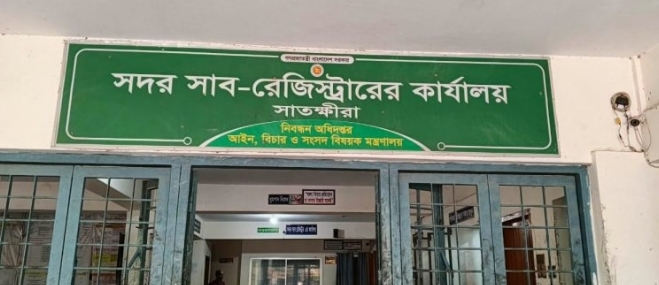 গণপ্রজাতন্ত্রী বাংলাদেশ সরকার
সদর সাব-রেজিস্ট্রারের কার্যালয়
সাতক্ষীরা
নিবন্ধন অধিদপ্তর
আইন, বিচার ও সংসদ বিষয়ক মন্ত্রণালয়